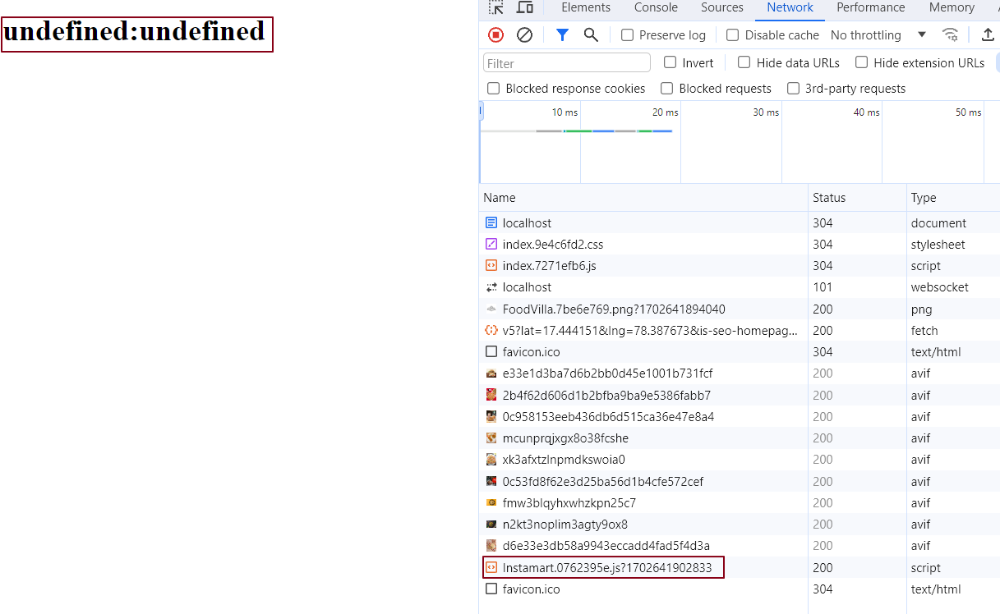 undefined:undefined
Elements Console Sources Network Performance Memory
Preserve log Disable cache No throttling
Filter Invert Hide data URLs Hide extension URLs
Blocked response cookies Blocked requests 3rd-party requests
10 ms 20 ms 30 ms 40 ms 50 ms
Name Status Type
localhost 304 document
index.9e4c6fd2.css 304 stylesheet
index.7271efb6.js 304 script
localhost 101 websocket
FoodVilla.7be6e769.png?1702641894040 200 png
v5?lat=17.444151&lng=78.387673&is-seo-homepag... 200 fetch
favicon.ico 304 text/html
e33e1d3ba7d6b2bb0d45e1001b731fcf 200 avif
2b4f62d606d1b2bfba9ba9e5386fabb7 200 avif
0c958153eeb436db6d515ca36e47e8a4 200 avif
mcunprqjxgx8o38fcshe 200 avif
xk3afxtzlnpmdkswoia0 200 avif
0c53fd8f62e3d25ba56d1b4cfe572cef 200 avif
fmw3blqyhxwhzkpn25c7 200 avif
n2kt3noplim3agty9ox8 200 avif
d6e33e3db58a9943eccadd4fad5f4d3a 200 avif
Instamart.0762395e.js?1702641902833 200 script
favicon.ico 304 text/html